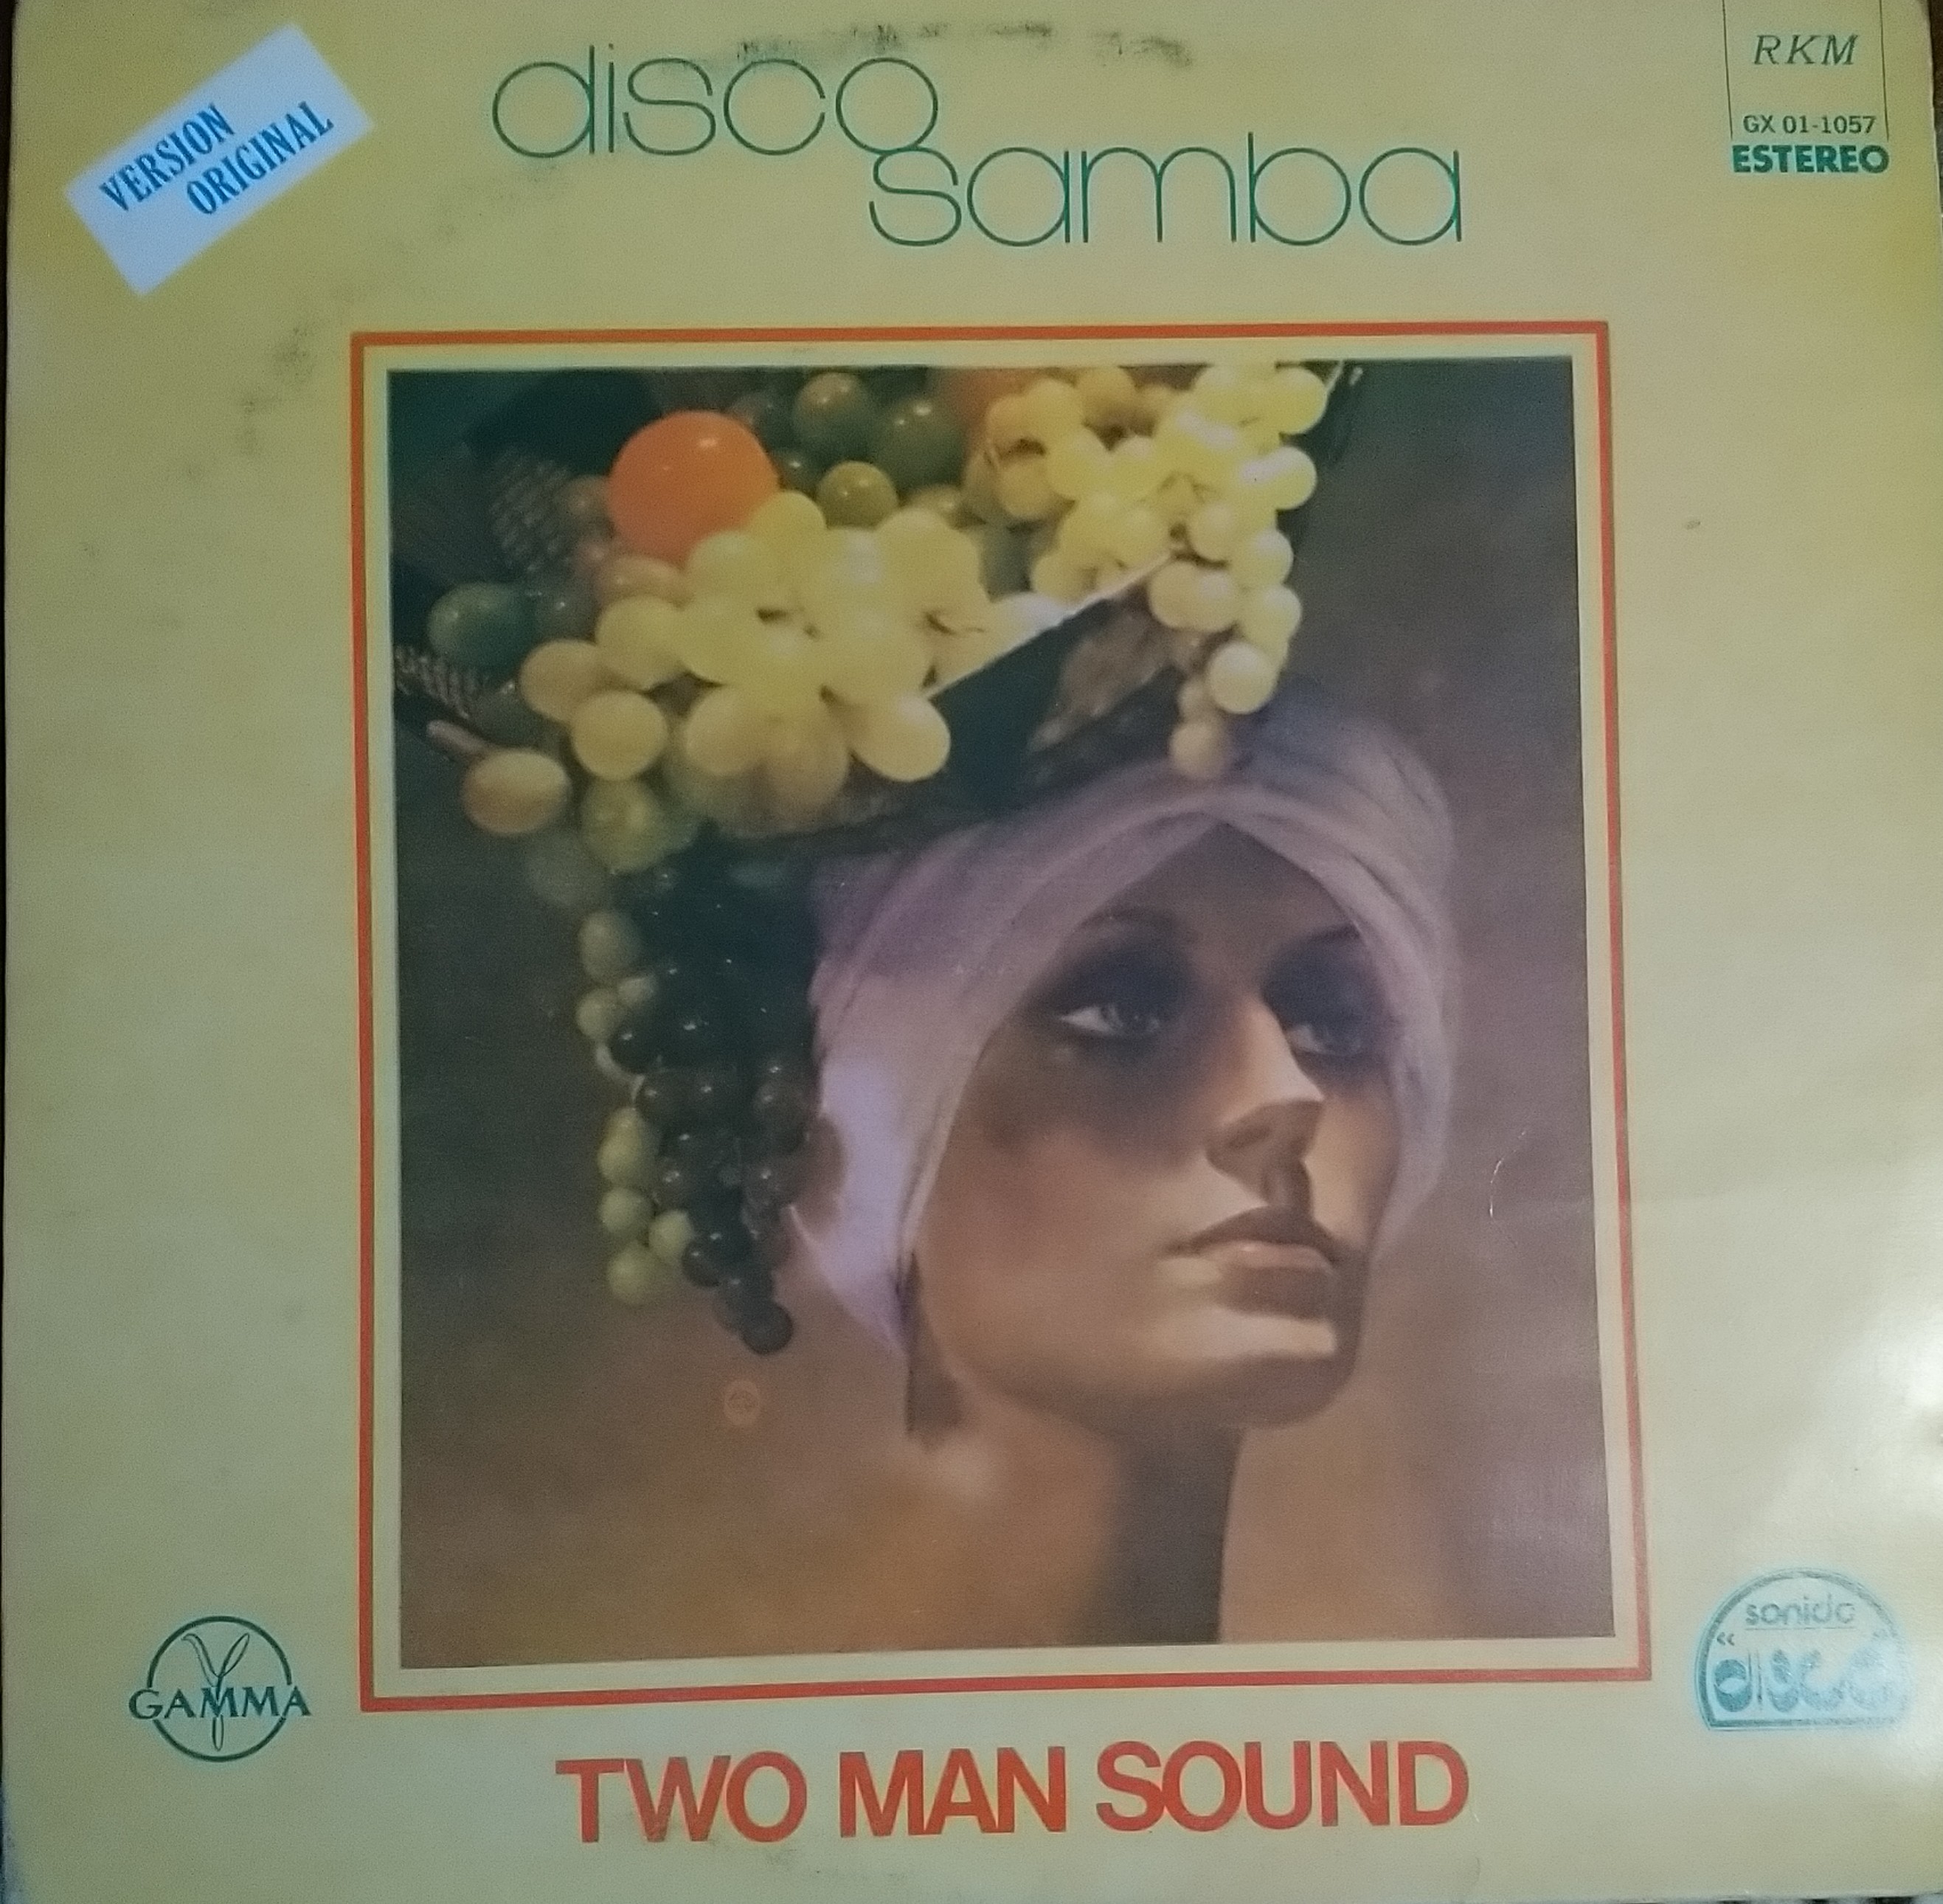 VERSION
ORIGINAL
disco
samba
RKM
GX 01-1057
ESTEREO
GAMMA
sonido
"disco"
TWO MAN SOUND